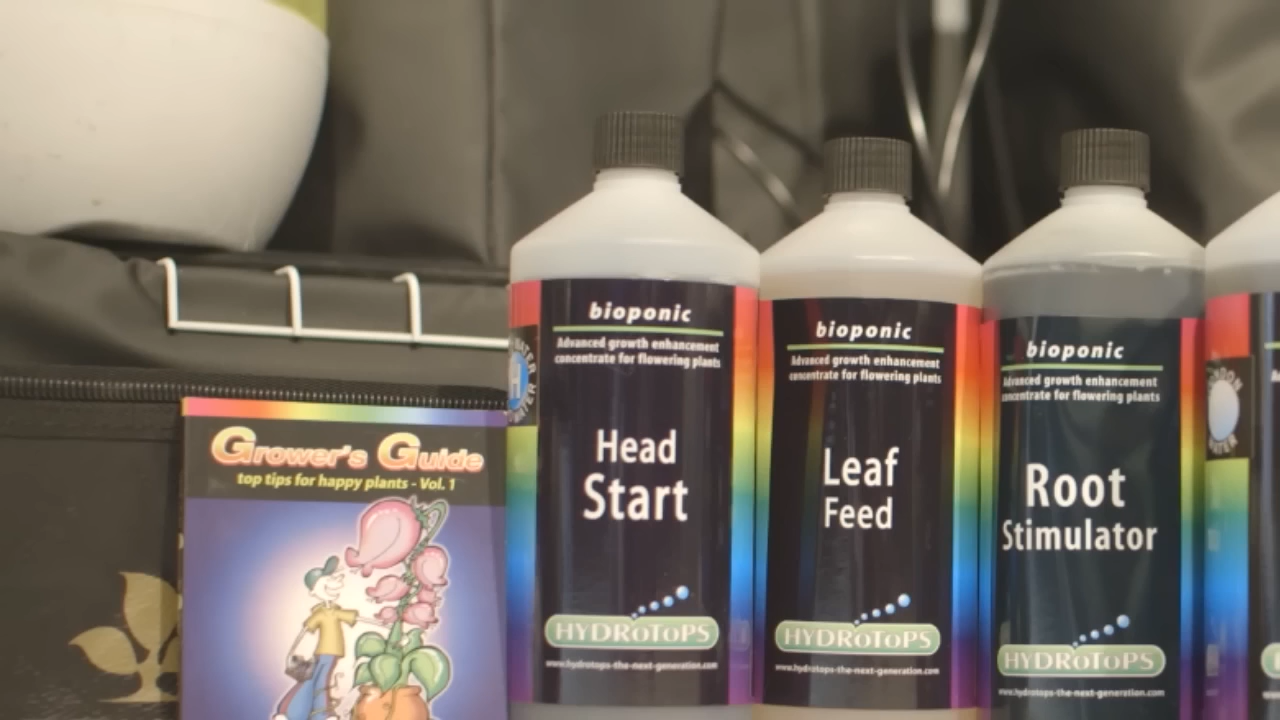 Grower's Guide
top tips for happy plants - Vol. 1
bioponic
Advanced growth enhancement
concentrate for flowering plants
Head
Start
HYDROTOPS
www.hydrotops-the-next-generation.com
WATER
WATER
bioponic
Advanced growth enhancement
concentrate for flowering plants
Leaf
Feed
HYDROTOPS
www.hydrotops-the-next-generation.com
bioponic
Advanced growth enhancement
concentrate for flowering plants
Root
Stimulator
HYDROTOPS
www.hydrotops-the-next-generation.com
WATER